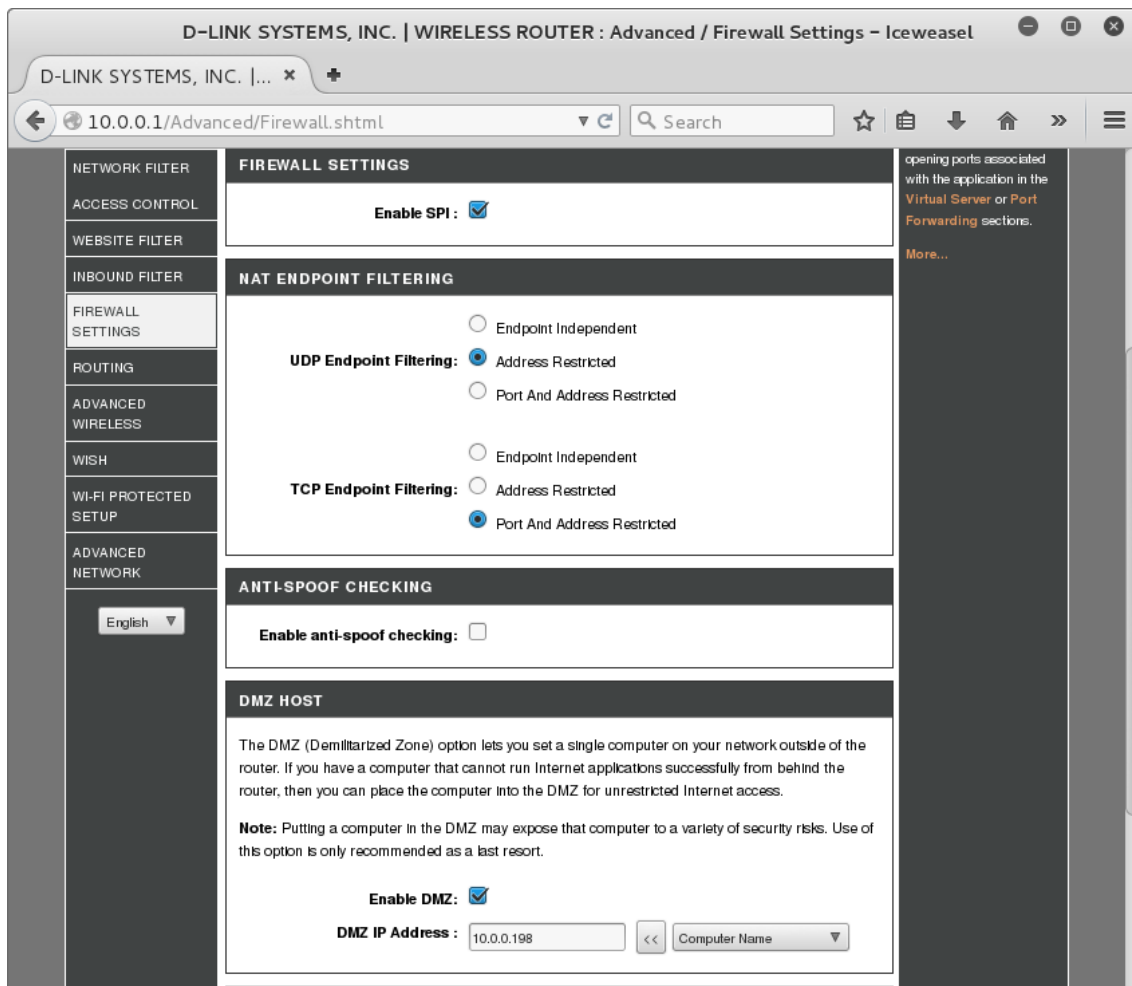 D-LINK SYSTEMS, INC. | WIRELESS ROUTER : Advanced / Firewall Settings - Iceweasel
D-LINK SYSTEMS, INC. |...
10.0.0.1/Advanced/Firewall.shtml
Search
NETWORK FILTER
ACCESS CONTROL
WEBSITE FILTER
INBOUND FILTER
FIREWALL
SETTINGS
ROUTING
ADVANCED
WIRELESS
WISH
WI-FI PROTECTED
SETUP
ADVANCED
NETWORK
English
FIREWALL SETTINGS
Enable SPI :
NAT ENDPOINT FILTERING
UDP Endpoint Filtering:
Endpoint Independent
Address Restricted
Port And Address Restricted
TCP Endpoint Filtering:
Endpoint Independent
Address Restricted
Port And Address Restricted
ANTI-SPOOF CHECKING
Enable anti-spoof checking:
DMZ HOST
The DMZ (Demilitarized Zone) option lets you set a single computer on your network outside of the
router. If you have a computer that cannot run Internet applications successfully from behind the
router, then you can place the computer into the DMZ for unrestricted Internet access.
Note: Putting a computer in the DMZ may expose that computer to a variety of security risks. Use of
this option is only recommended as a last resort.
Enable DMZ:
DMZ IP Address : 10.0.0.198 << Computer Name
opening ports associated
with the application in the
Virtual Server or Port
Forwarding sections.
More...